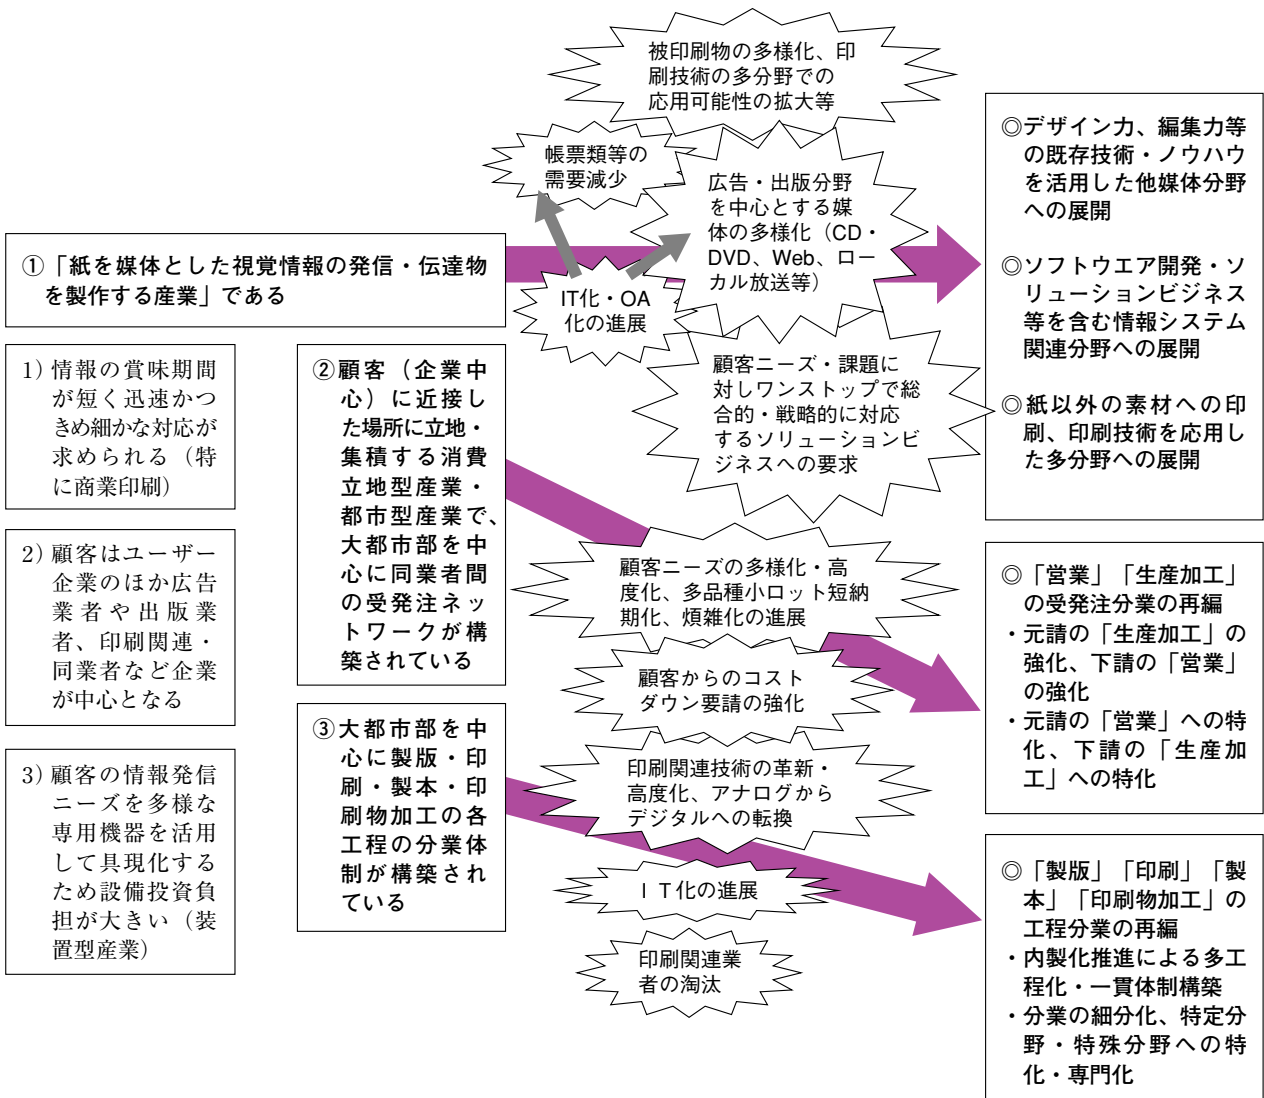 被印刷物の多様化、印
刷技術の多分野での
応用可能性の拡大等
帳票類等の
需要減少
広告・出版分野
を中心とする媒
体の多様化（CD・
DVD、Web、ロー
カル放送等）
①「紙を媒体とした視覚情報の発信・伝達物
を製作する産業」である
IT化・OA
化の進展
◎デザイン力、編集力等
の既存技術・ノウハウ
を活用した他媒体分野
への展開
◎ソフトウエア開発・ソ
リューションビジネス
等を含む情報システム
関連分野への展開
◎紙以外の素材への印
刷、印刷技術を応用し
た多分野への展開
1）情報の賞味期間
が短く迅速かつ
きめ細かな対応が
求められる（特
に商業印刷）
2）顧客はユーザー
企業のほか広告
業者や出版業
者、印刷関連・
同業者など企業
が中心となる
3）顧客の情報発信
ニーズを多様な
専用機器を活用
して具現化する
ため設備投資負
担が大きい（装
置型産業）
②顧客（企業中
心）に近接し
た場所に立地・
集積する消費
立地型産業・
都市型産業で、
大都市部を中
心に同業者間
の受発注ネッ
トワークが構
築されている
③大都市部を中
心に製版・印
刷・製本・印
刷物加工の各
工程の分業体
制が構築され
ている
顧客ニーズ・課題に
対しワンストップで総
合的・戦略的に対応
するソリューションビ
ジネスへの要求
顧客ニーズの多様化・高
度化、多品種小ロット短納
期化、煩雑化の進展
顧客からのコスト
ダウン要請の強化
印刷関連技術の革新・
高度化、アナログから
デジタルへの転換
ＩＴ化の進展
印刷関連業
者の淘汰
◎「営業」「生産加工」
の受発注分業の再編
・元請の「生産加工」の
強化、下請の「営業」
の強化
・元請の「営業」への特
化、下請の「生産加
工」への特化
◎「製版」「印刷」「製
本」「印刷物加工」の
工程分業の再編
・内製化推進による多工
程化・一貫体制構築
・分業の細分化、特定分
野・特殊分野への特
化・専門化